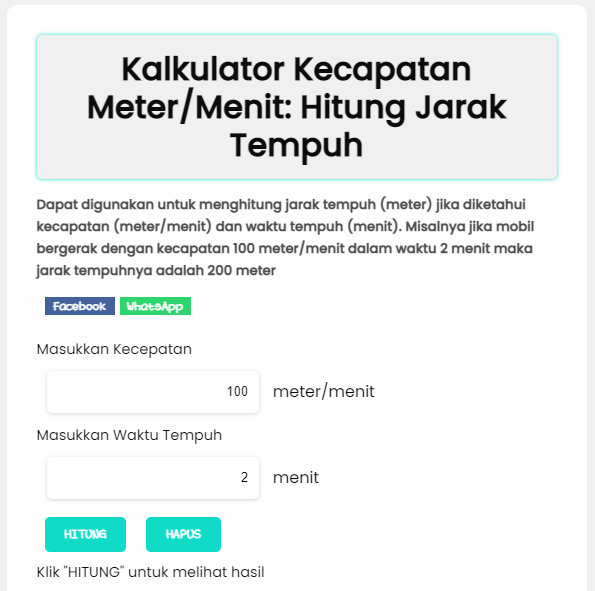 Kalkulator Kecapatan
Meter/Menit: Hitung Jarak
Tempuh
Dapat digunakan untuk menghitung jarak tempuh (meter) jika diketahui
kecapatan (meter/menit) dan waktu tempuh (menit). Misalnya jika mobil
bergerak dengan kecapatan 100 meter/menit dalam waktu 2 menit maka
jarak tempuhnya adalah 200 meter
Facebook WhatsApp
Masukkan Kecepatan
100 meter/menit
Masukkan Waktu Tempuh
2 menit
HITUNG HAPUS
Klik "HITUNG" untuk melihat hasil